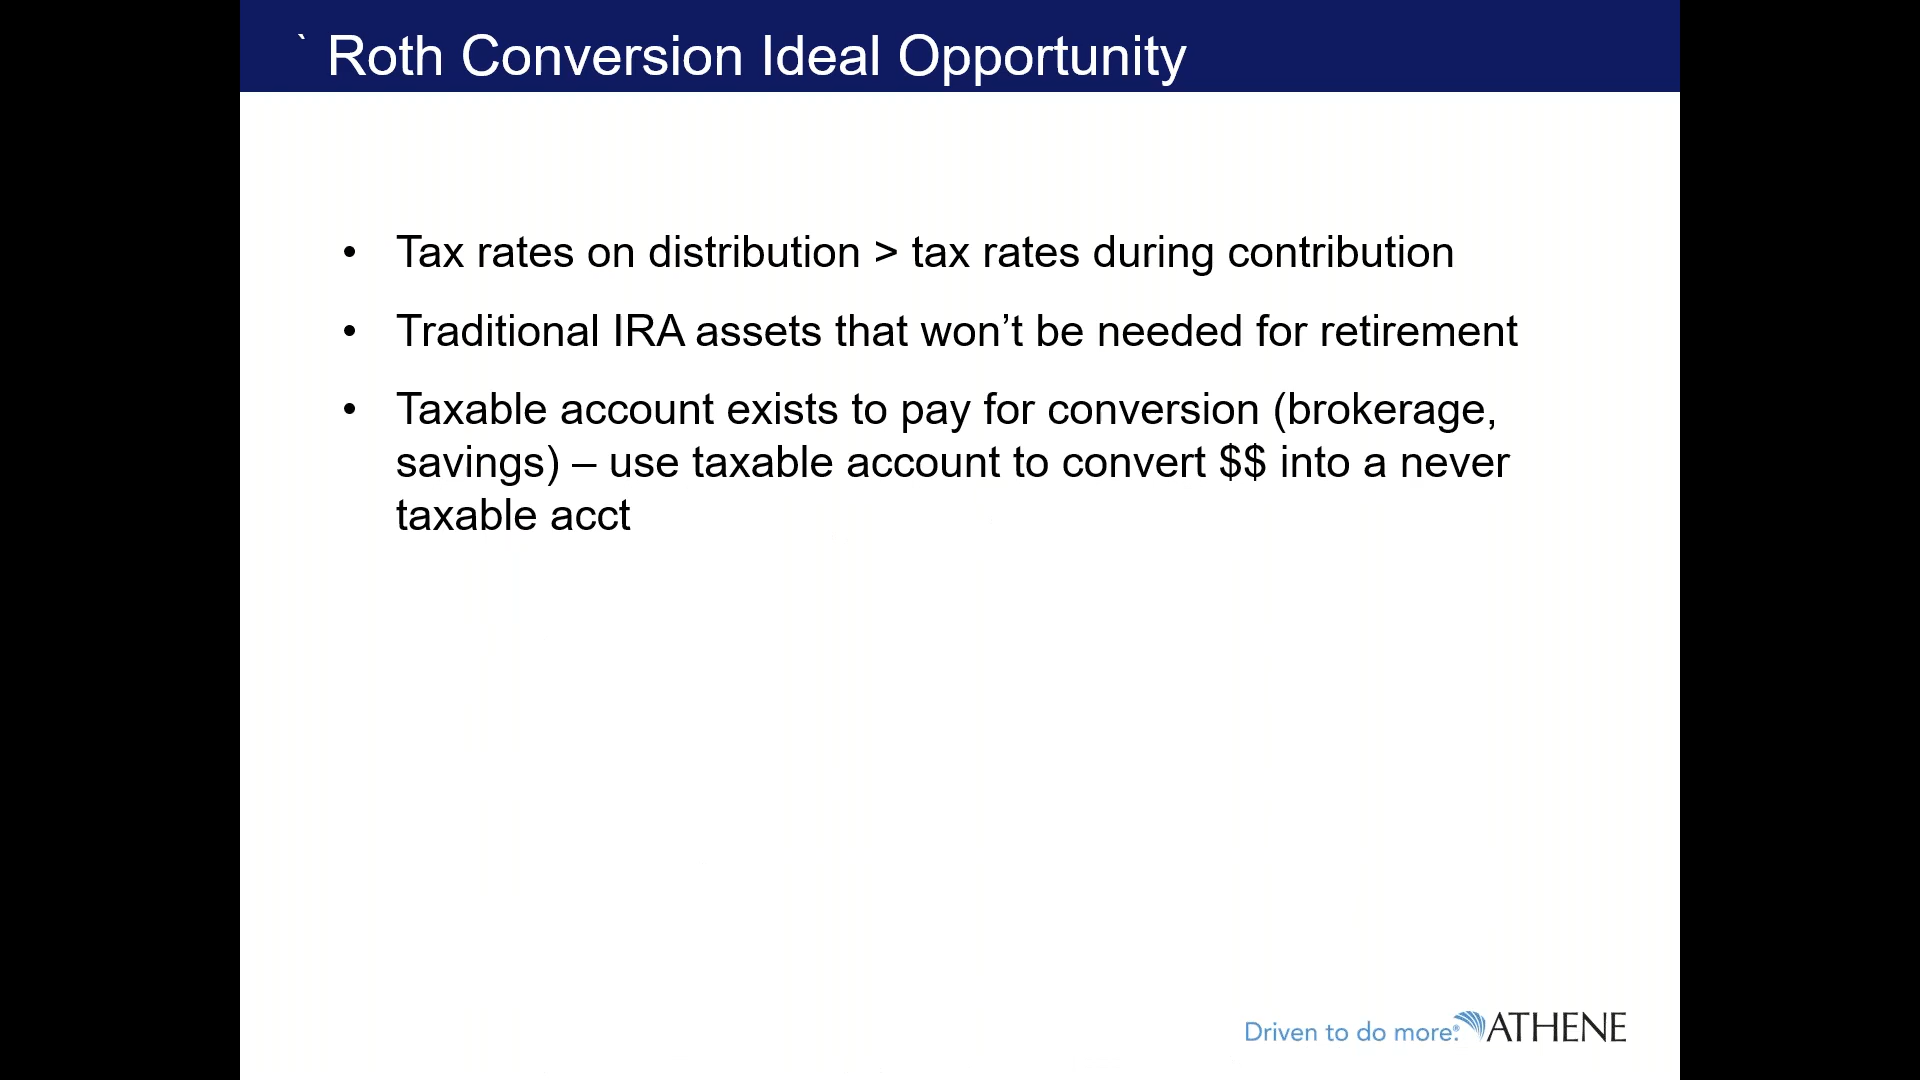 ` Roth Conversion Ideal Opportunity
• Tax rates on distribution > tax rates during contribution
• Traditional IRA assets that won’t be needed for retirement
• Taxable account exists to pay for conversion (brokerage,
savings) – use taxable account to convert $$ into a never
taxable acct
Driven to do more.® ATHENE